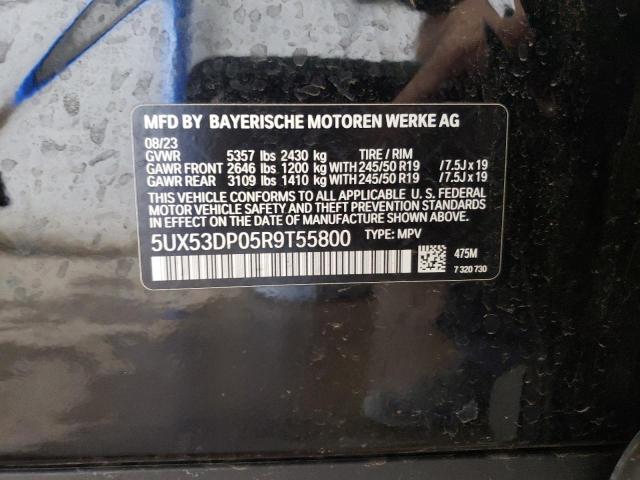 MFD BY BAYERISCHE MOTOREN WERKE AG
08/23
GVWR 5357 lbs 2430 kg TIRE / RIM
GAWR FRONT 2646 lbs 1200 kg WITH 245/50 R19 /7.5J x 19
GAWR REAR 3109 lbs 1410 kg WITH 245/50 R19 /7.5J x 19
THIS VEHICLE CONFORMS TO ALL APPLICABLE U. S. FEDERAL
MOTOR VEHICLE SAFETY STANDARDS
IN EFFECT ON THE DATE OF MANUFACTURE SHOWN ABOVE.
5UX53DP05R9T55800 TYPE: MPV
475M
7 320 730